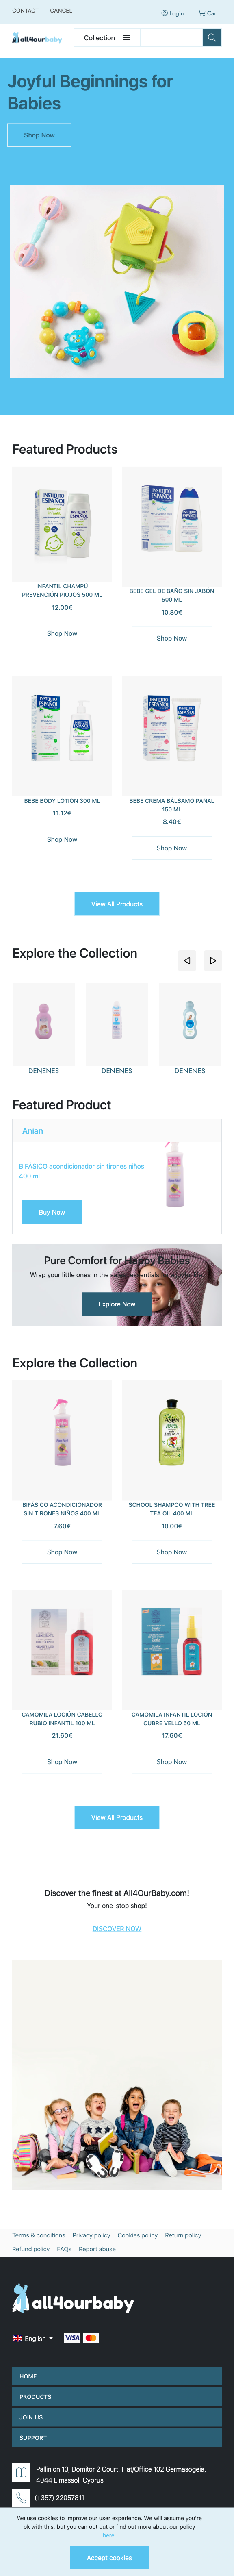 CONTACT CANCEL Login Cart
all4ourbaby Collection
Joyful Beginnings for
Babies
Shop Now
Featured Products
INFANTIL CHAMPÚ
PREVENCIÓN PIOJOS 500 ML
12.00€
Shop Now
BEBE GEL DE BAÑO SIN JABÓN
500 ML
10.80€
Shop Now
BEBE BODY LOTION 300 ML
11.12€
Shop Now
BEBE CREMA BÁLSAMO PAÑAL
150 ML
8.40€
Shop Now
View All Products
Explore the Collection
DENENES DENENES DENENES
Featured Product
Anian
BIFÁSICO acondicionador sin tirones niños
400 ml
Buy Now
Pure Comfort for Happy Babies
Explore Now
Explore the Collection
BIFÁSICO ACONDICIONADOR
SIN TIRONES NIÑOS 400 ML
7.60€
Shop Now
SCHOOL SHAMPOO WITH TREE
TEA OIL 400 ML
10.00€
Shop Now
CAMOMILA LOCIÓN CABELLO
RUBIO INFANTIL 100 ML
21.60€
Shop Now
CAMOMILA INFANTIL LOCIÓN
CUBRE VELLO 50 ML
17.60€
Shop Now
View All Products
Discover the finest at All4OurBaby.com!
Your one-stop shop!
DISCOVER NOW
Terms & conditions Privacy policy Cookies policy Return policy
Refund policy FAQs Report abuse
all4ourbaby
English VISA mastercard
HOME
PRODUCTS
JOIN US
SUPPORT
Pallinion 13, Domitor 2 Court, Flat/Office 102 Germasogeia,
4044 Limassol, Cyprus
(+357) 22057811
We use cookies to improve our user experience. We will assume you're
ok with this, but you can opt out or find out more about our policy
here.
Accept cookies